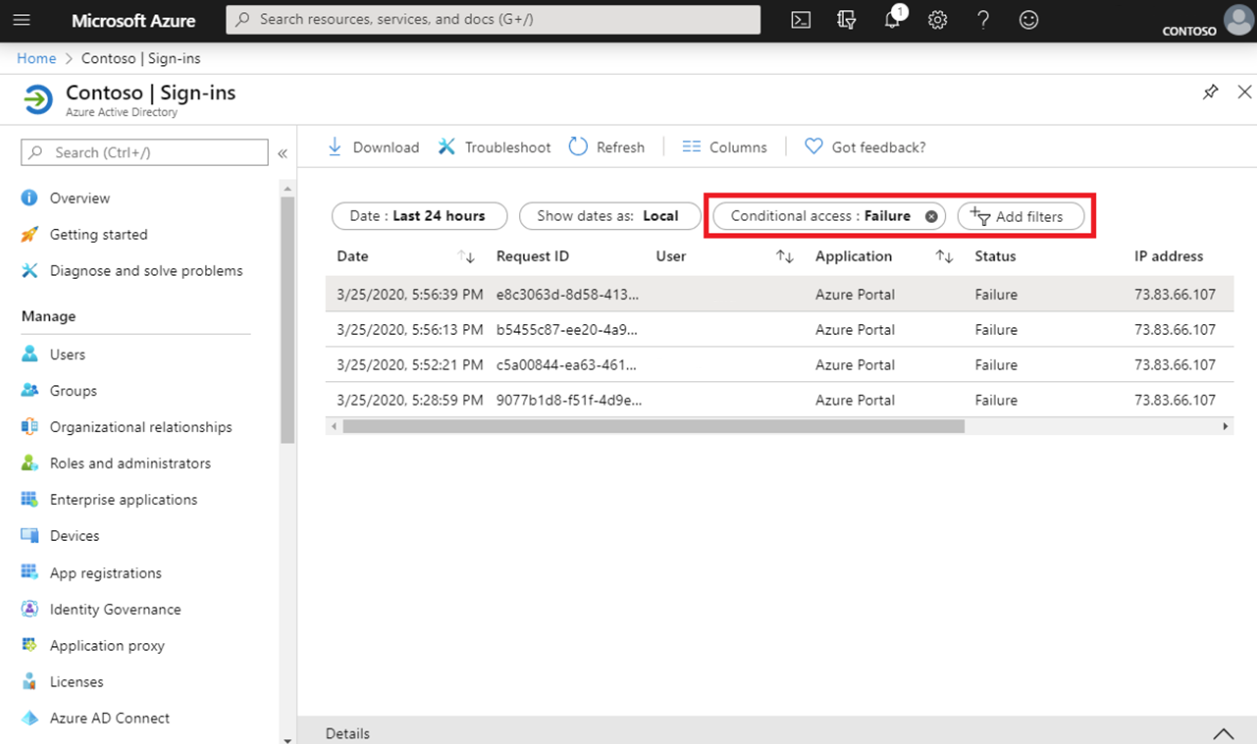 Microsoft Azure
Search resources, services, and docs (G+/)
1
CONTOSO
Home > Contoso | Sign-ins
Contoso | Sign-ins
Azure Active Directory
Search (Ctrl+/)
«
Overview
Getting started
Diagnose and solve problems
Manage
Users
Groups
Organizational relationships
Roles and administrators
Enterprise applications
Devices
App registrations
Identity Governance
Application proxy
Licenses
Azure AD Connect
Download Troubleshoot Refresh Columns Got feedback?
Date : Last 24 hours Show dates as: Local Conditional access : Failure Add filters
Date Request ID User Application Status IP address
3/25/2020, 5:56:39 PM e8c3063d-8d58-413... Azure Portal Failure 73.83.66.107
3/25/2020, 5:56:13 PM b5455c87-ee20-4a9... Azure Portal Failure 73.83.66.107
3/25/2020, 5:52:21 PM c5a00844-ea63-461... Azure Portal Failure 73.83.66.107
3/25/2020, 5:28:59 PM 9077b1d8-f51f-4d9e... Azure Portal Failure 73.83.66.107
Details